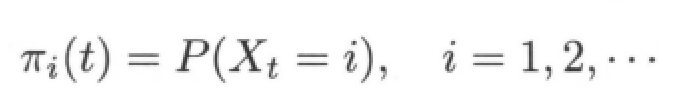 π_i(t) = P(X_t = i),  i = 1, 2, ···